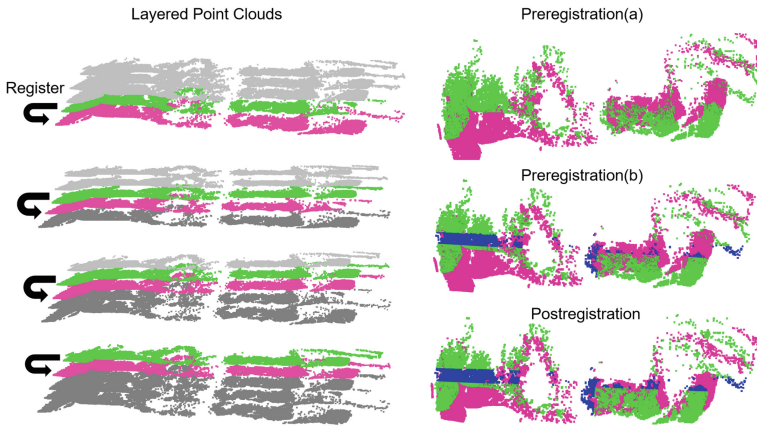 Layered Point Clouds
Register
Preregistration(a)
Preregistration(b)
Postregistration